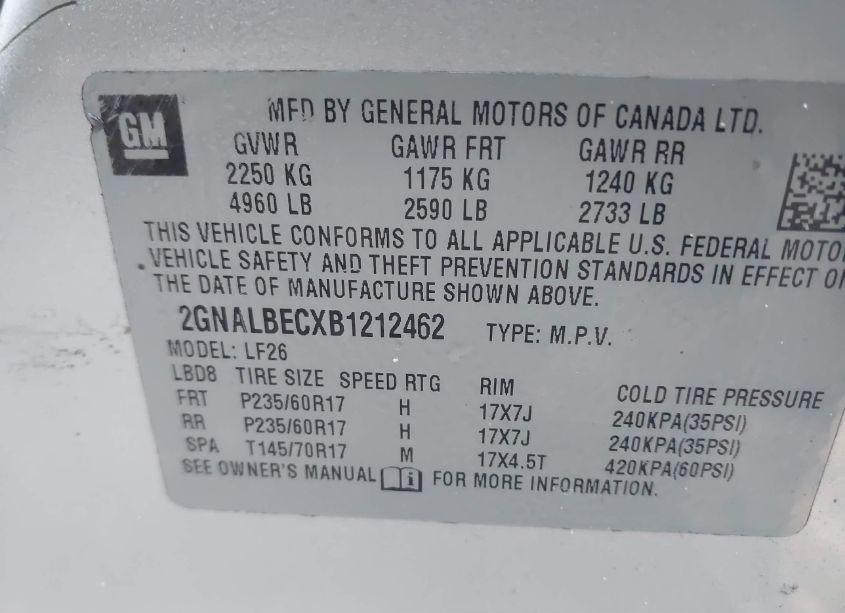 GM
MFD BY GENERAL MOTORS OF CANADA LTD.
GVWR GAWR FRT GAWR RR
2250 KG 1175 KG 1240 KG
4960 LB 2590 LB 2733 LB
THIS VEHICLE CONFORMS TO ALL APPLICABLE U.S. FEDERAL MOTO
VEHICLE SAFETY AND THEFT PREVENTION STANDARDS IN EFFECT O
THE DATE OF MANUFACTURE SHOWN ABOVE.
2GNALBECXB1212462 TYPE: M.P.V.
MODEL: LF26
LBD8 TIRE SIZE SPEED RTG RIM COLD TIRE PRESSURE
FRT P235/60R17 H 17X7J 240KPA(35PSI)
RR P235/60R17 H 17X7J 240KPA(35PSI)
SPA T145/70R17 M 17X4.5T 420KPA(60PSI)
SEE OWNER'S MANUAL i FOR MORE INFORMATION.